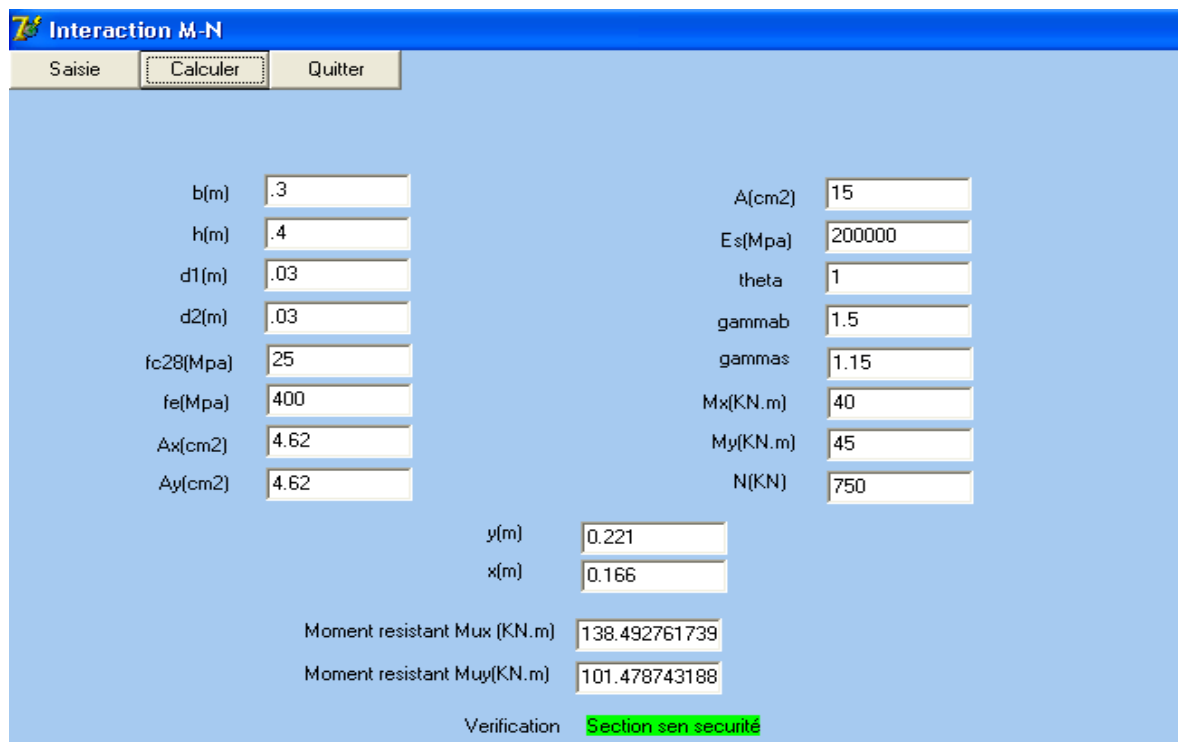 Interaction M-N
Saisie Calculer Quitter
b(m) .3
h(m) .4
d1(m) .03
d2(m) .03
fc28(Mpa) 25
fe(Mpa) 400
Ax(cm2) 4.62
Ay(cm2) 4.62
A(cm2) 15
Es(Mpa) 200000
theta 1
gammab 1.5
gammas 1.15
Mx(KN.m) 40
My(KN.m) 45
N(KN) 750
y(m) 0.221
x(m) 0.166
Moment resistant Mux (KN.m) 138.492761739
Moment resistant Muy(KN.m) 101.478743188
Verification Section sen securité